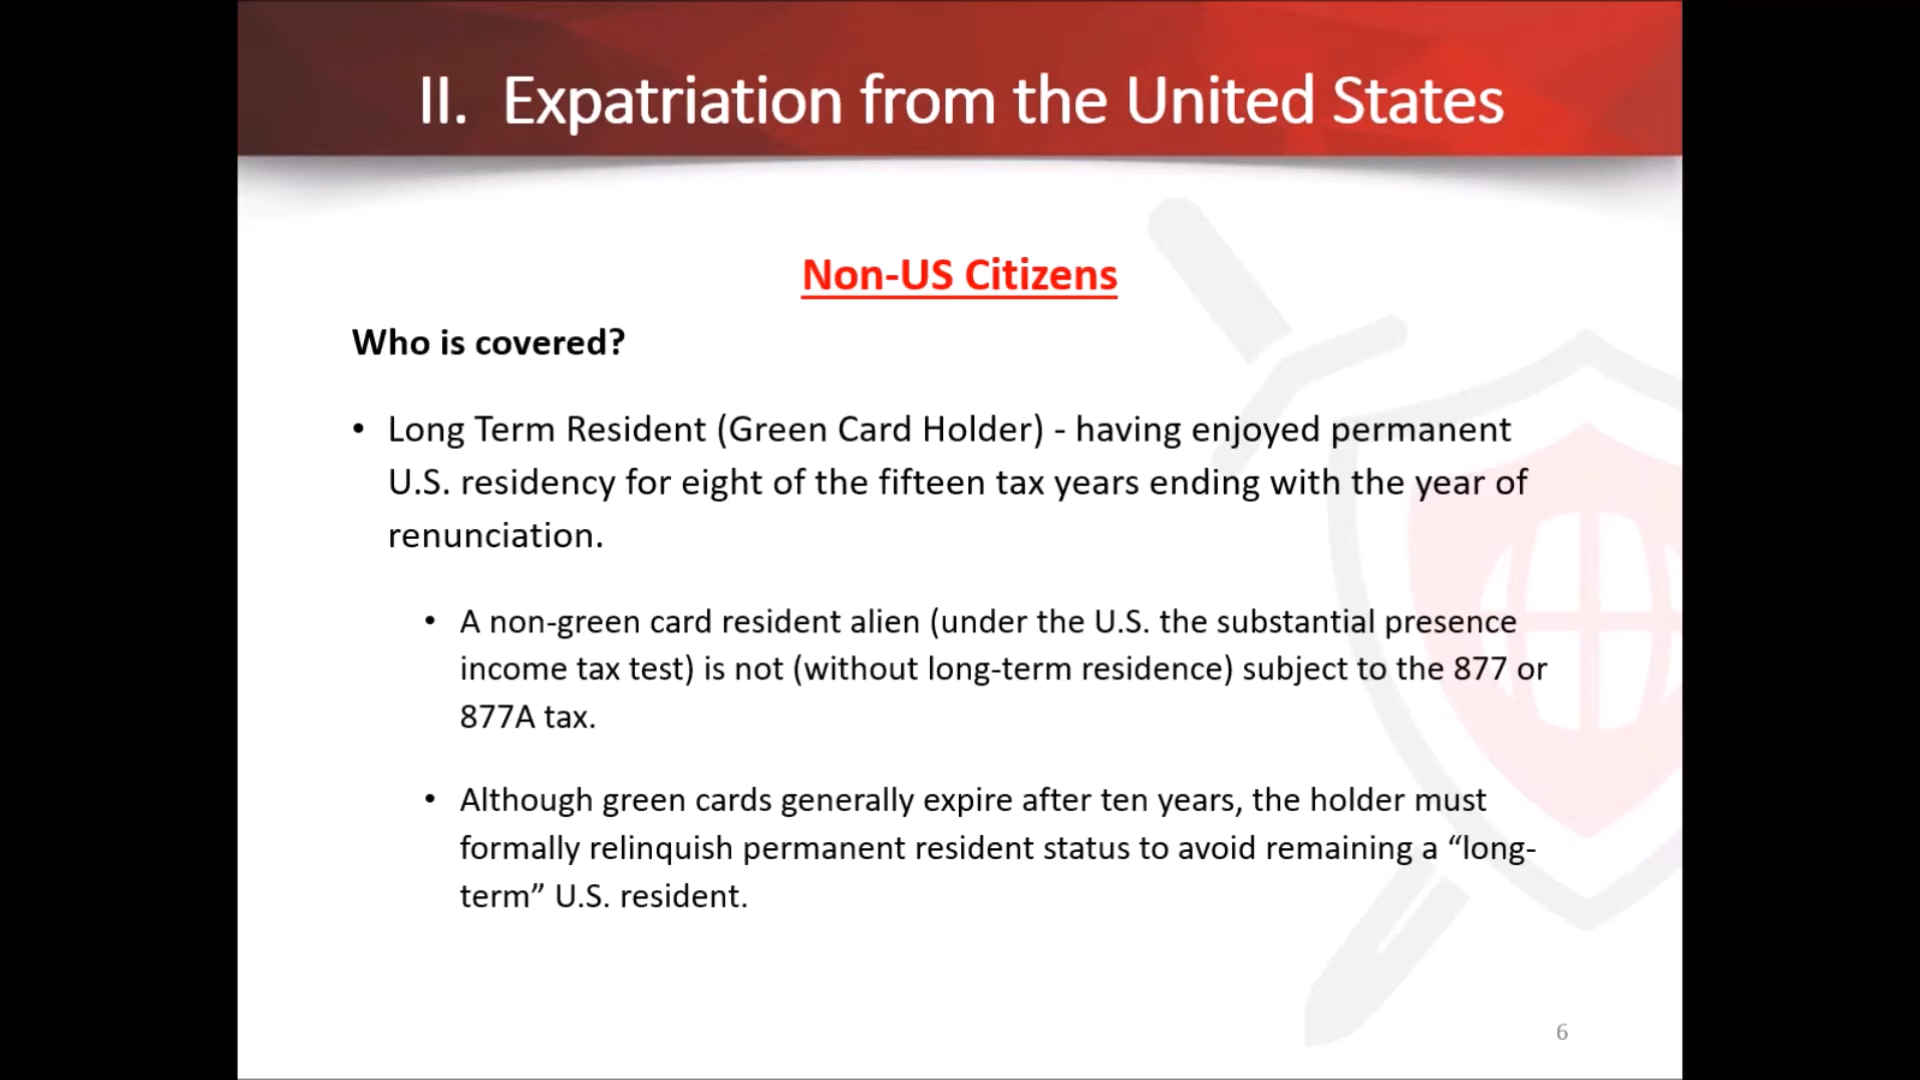 II. Expatriation from the United States
Non-US Citizens
Who is covered?
• Long Term Resident (Green Card Holder) - having enjoyed permanent
U.S. residency for eight of the fifteen tax years ending with the year of
renunciation.
• A non-green card resident alien (under the U.S. the substantial presence
income tax test) is not (without long-term residence) subject to the 877 or
877A tax.
• Although green cards generally expire after ten years, the holder must
formally relinquish permanent resident status to avoid remaining a “long-
term” U.S. resident.
6